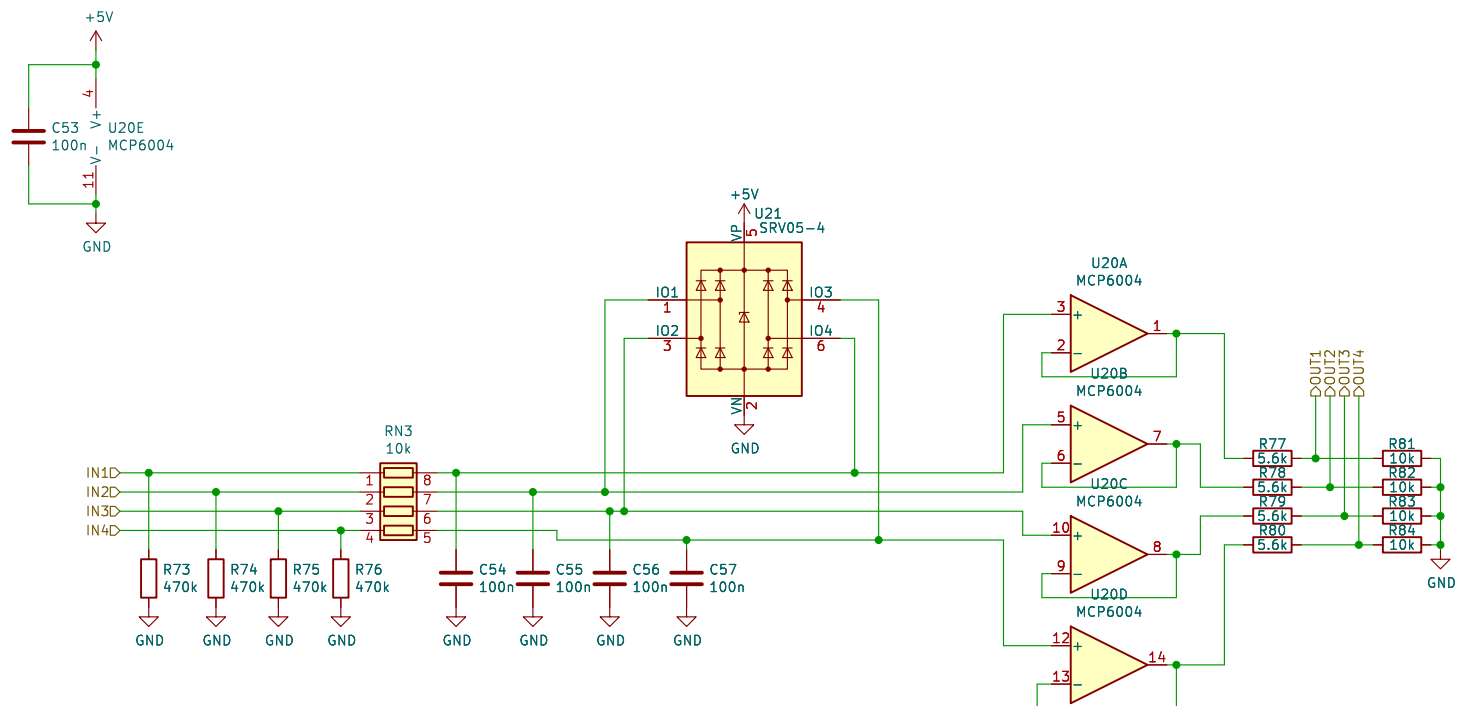 +5V
4
V+
C53
100n
U20E
MCP6004
V-
11
GND
+5V
U21
SRV05-4
VP
5
IO1
1
IO2
3
IO3
4
IO4
6
VN
2
GND
U20A
MCP6004
3
+
2
-
1
U20B
MCP6004
5
+
6
-
7
U20C
MCP6004
10
+
9
-
8
U20D
MCP6004
12
+
13
-
14
OUT1
OUT2
OUT3
OUT4
R77
5.6k
R78
5.6k
R79
5.6k
R80
5.6k
R81
10k
R82
10k
R83
10k
R84
10k
GND
RN3
10k
IN1
IN2
IN3
IN4
1
2
3
4
8
7
6
5
R73
470k
R74
470k
R75
470k
R76
470k
C54
100n
C55
100n
C56
100n
C57
100n
GND
GND
GND
GND
GND
GND
GND
GND